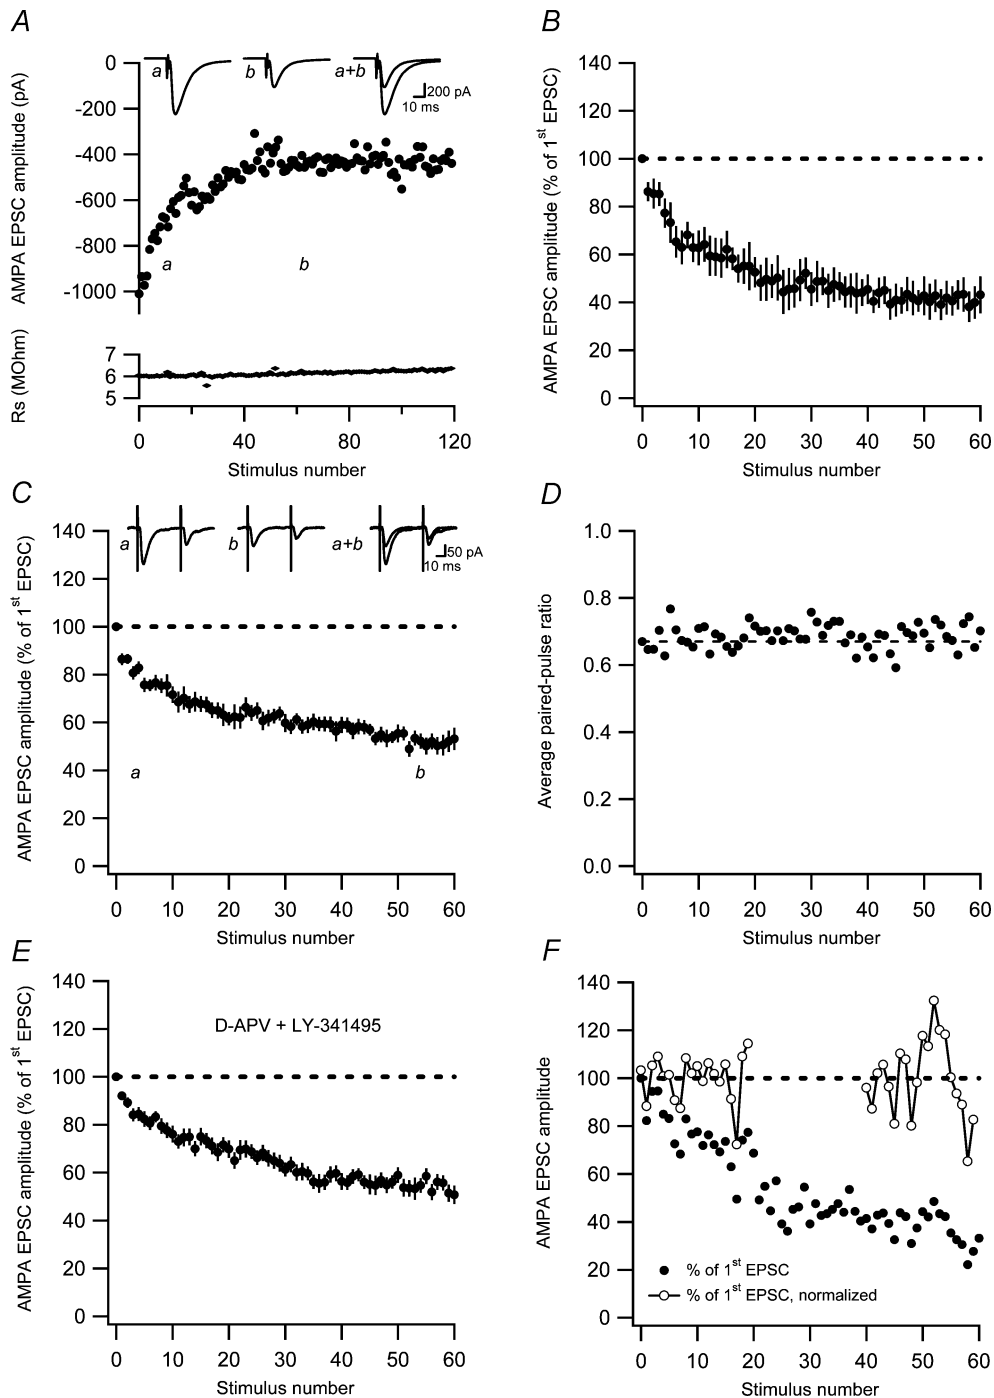 A
AMPA EPSC amplitude (pA)
0
-200
-400
-600
-800
-1000
a
b
a+b
200 pA
10 ms
a
b
Rs (MOhm)
7
6
5
0
40
80
120
Stimulus number
B
AMPA EPSC amplitude (% of 1st EPSC)
140
120
100
80
60
40
20
0
0
10
20
30
40
50
60
Stimulus number
C
AMPA EPSC amplitude (% of 1st EPSC)
140
120
100
80
60
40
20
0
a
b
a+b
50 pA
10 ms
a
b
0
10
20
30
40
50
60
Stimulus number
D
Average paired-pulse ratio
1.0
0.8
0.6
0.4
0.2
0.0
0
10
20
30
40
50
60
Stimulus number
E
AMPA EPSC amplitude (% of 1st EPSC)
140
120
100
80
60
40
20
0
D-APV + LY-341495
0
10
20
30
40
50
60
Stimulus number
F
AMPA EPSC amplitude
140
120
100
80
60
40
20
0
% of 1st EPSC
% of 1st EPSC, normalized
0
10
20
30
40
50
60
Stimulus number